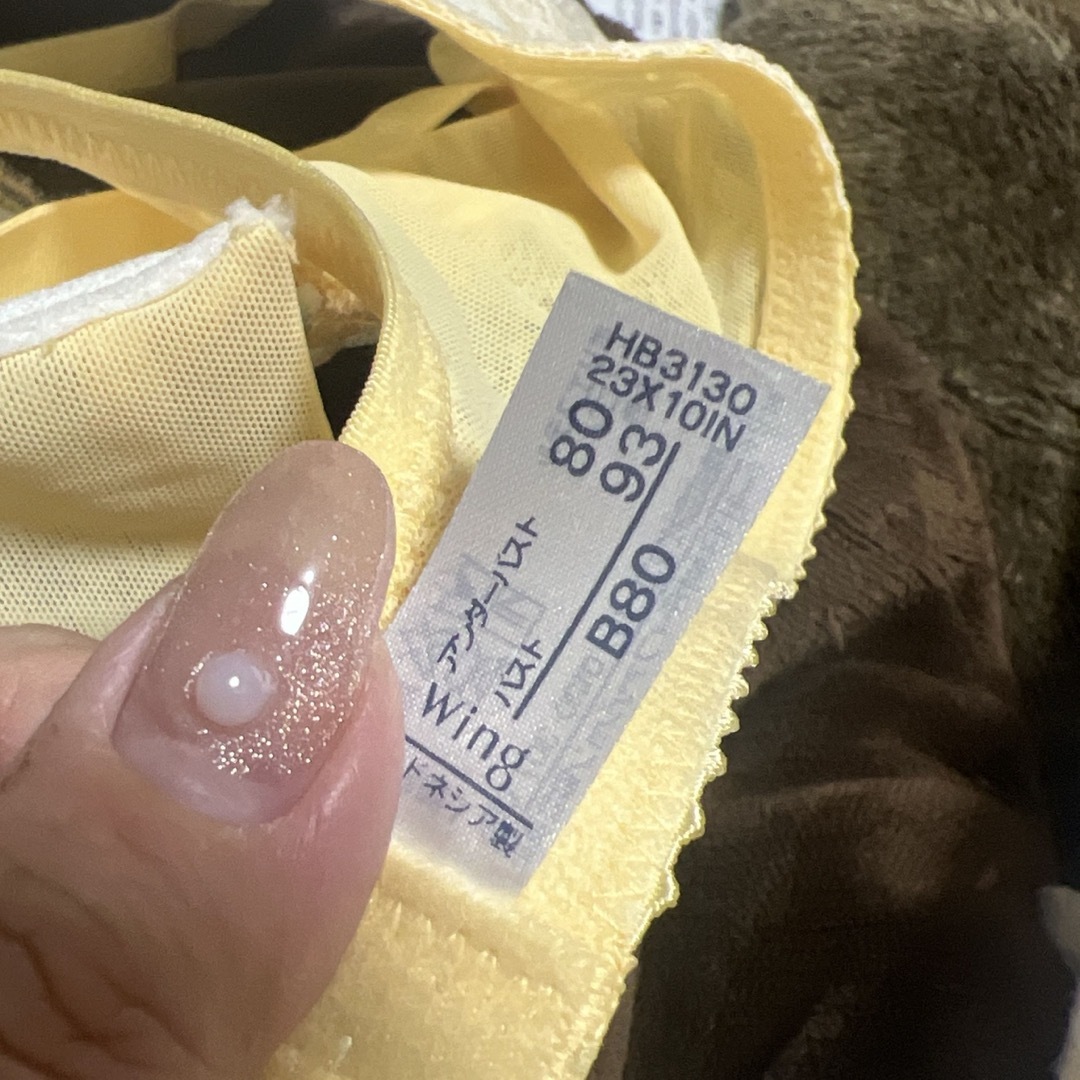 HB3130
23X10IN
アンダーバスト 80
バスト 93
B80
Wing
ドネシア製